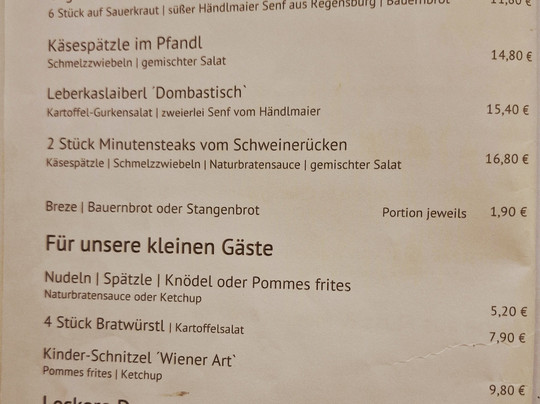 6 Stück auf Sauerkraut | süßer Händlmaier Senf aus Regensburg | Bauernbrot 11,80 €
Käsespätzle im Pfandl
Schmelzzwiebeln | gemischter Salat 14,80 €
Leberkaslaiberl ´Dombastisch`
Kartoffel-Gurkensalat | zweierlei Senf vom Händlmaier 15,40 €
2 Stück Minutensteaks vom Schweinerücken
Käsespätzle | Schmelzzwiebeln | Naturbratensauce | gemischter Salat 16,80 €
Breze | Bauernbrot oder Stangenbrot Portion jeweils 1,90 €
Für unsere kleinen Gäste
Nudeln | Spätzle | Knödel oder Pommes frites
Naturbratensauce oder Ketchup
5,20 €
4 Stück Bratwürstl | Kartoffelsalat 7,90 €
Kinder-Schnitzel ´Wiener Art`
Pommes frites | Ketchup
9,80 €